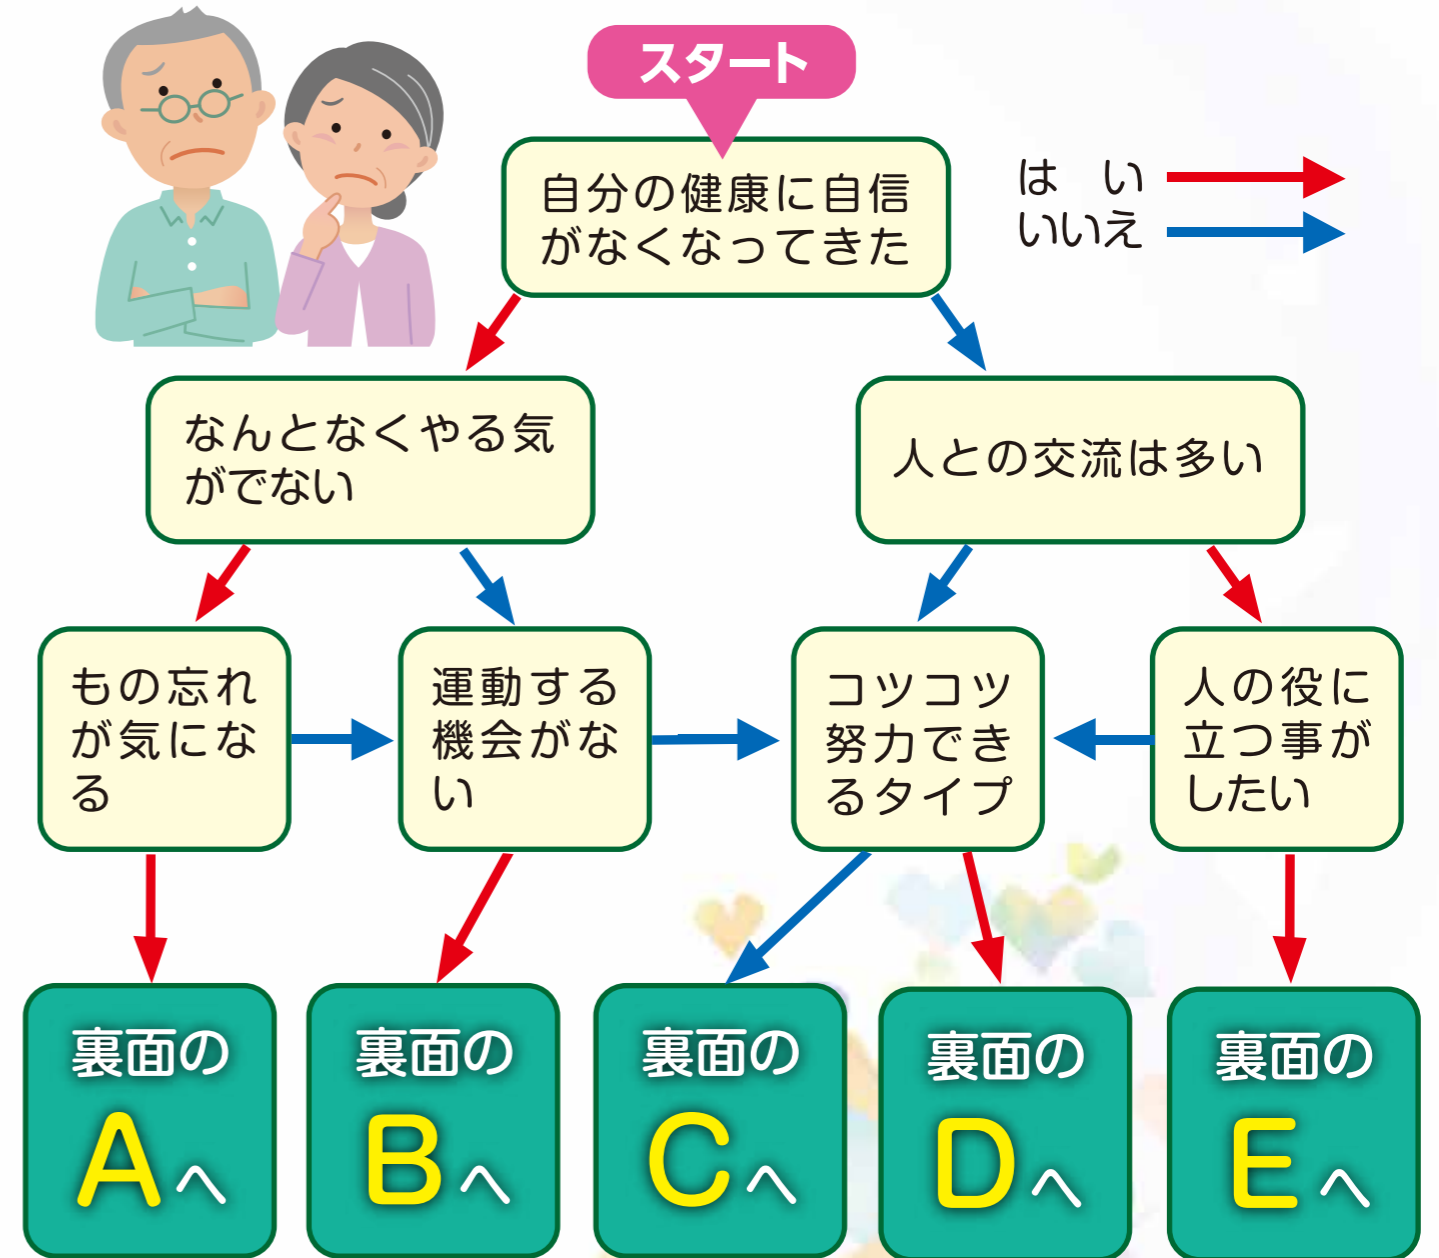 スタート
自分の健康に自信
がなくなってきた
は　い
いいえ
なんとなくやる気
がでない
人との交流は多い
もの忘れ
が気にな
る
運動する
機会がな
い
コツコツ
努力でき
るタイプ
人の役に
立つ事が
したい
裏面の
Aへ
裏面の
Bへ
裏面の
Cへ
裏面の
Dへ
裏面の
Eへ